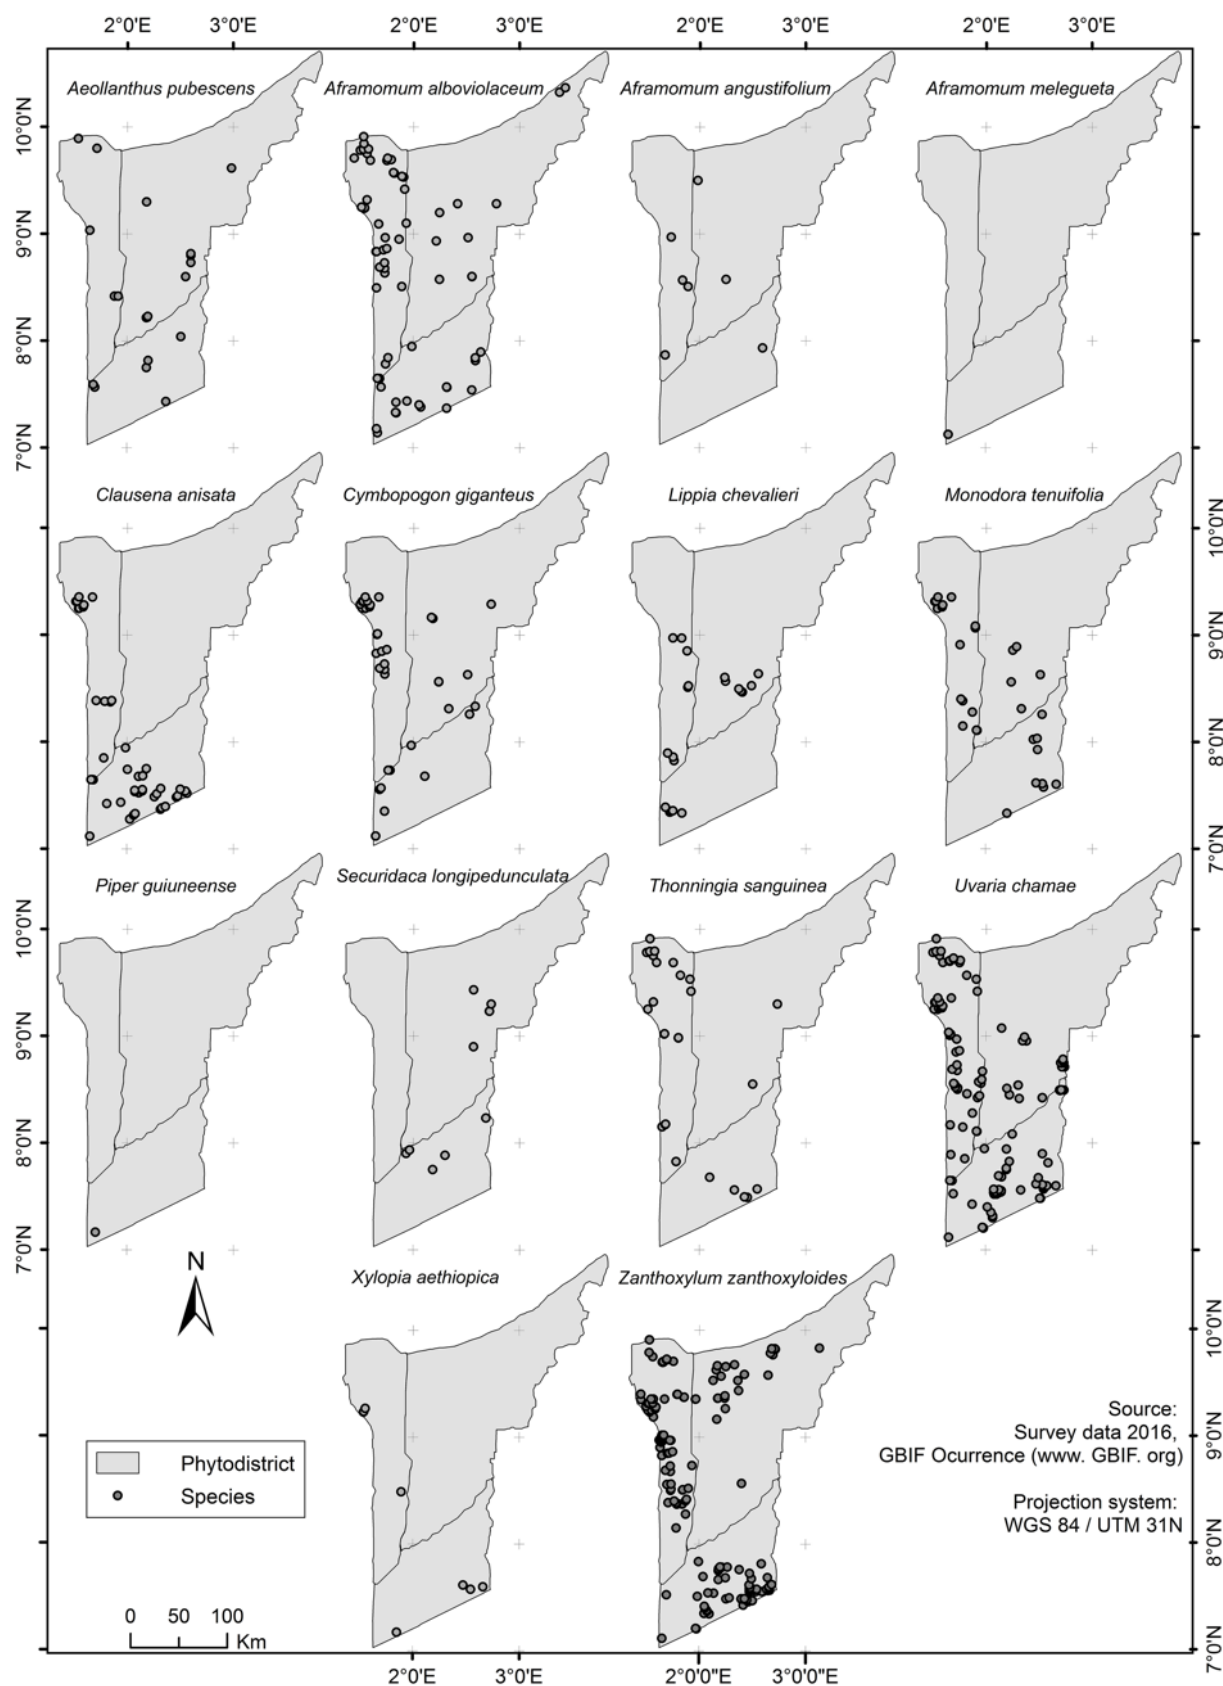 2°0'E 3°0'E 2°0'E 3°0'E 2°0'E 3°0'E 2°0'E 3°0'E
Aeollanthus pubescens Aframomum alboviolaceum Aframomum angustifolium Aframomum melegueta
10°0'N
9°0'N
8°0'N
7°0'N
Clausena anisata Cymbopogon giganteus Lippia chevalieri Monodora tenuifolia
10°0'N
9°0'N
8°0'N
7°0'N
Piper guiuneense Securidaca longipedunculata Thonningia sanguinea Uvaria chamae
10°0'N
9°0'N
8°0'N
7°0'N
N
Xylopia aethiopica Zanthoxylum zanthoxyloides
10°0'N
9°0'N
8°0'N
7°0'N
Phytodistrict
Species
0 50 100
Km
Source:
Survey data 2016,
GBIF Ocurrence (www. GBIF. org)
Projection system:
WGS 84 / UTM 31N
2°0'E 3°0'E 2°0'0"E 3°0'0"E